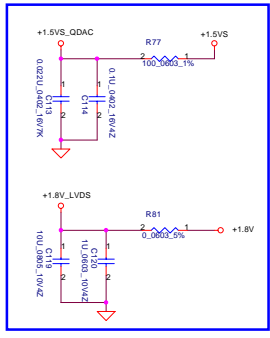 +1.5VS_QDAC
+1.5VS
R77
2 1
100_0603_1%
1
1
0.022U_0402_16V7K
C113
0.1U_0402_16V4Z
C114
2
2
+1.8V_LVDS
R81
2 1
+1.8V
0_0603_5%
1
1
10U_0805_10V4Z
C119
1U_0603_10V4Z
C120
2
2